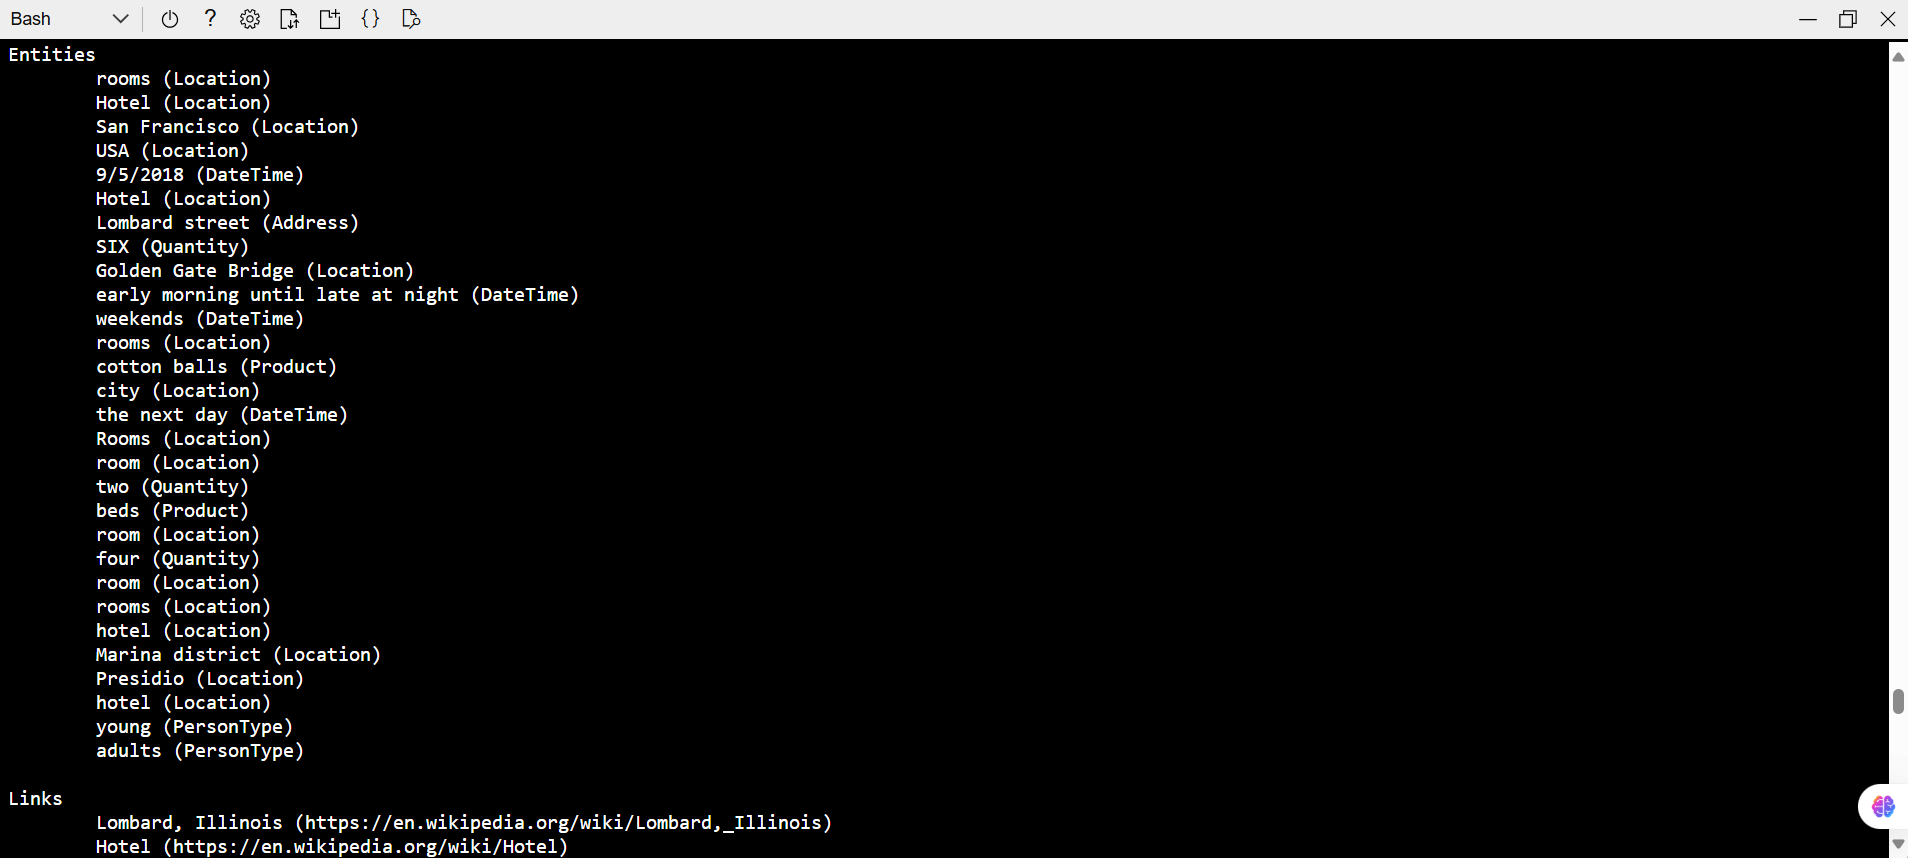 Bash
Entities
rooms (Location)
Hotel (Location)
San Francisco (Location)
USA (Location)
9/5/2018 (DateTime)
Hotel (Location)
Lombard street (Address)
SIX (Quantity)
Golden Gate Bridge (Location)
early morning until late at night (DateTime)
weekends (DateTime)
rooms (Location)
cotton balls (Product)
city (Location)
the next day (DateTime)
Rooms (Location)
room (Location)
two (Quantity)
beds (Product)
room (Location)
four (Quantity)
room (Location)
rooms (Location)
hotel (Location)
Marina district (Location)
Presidio (Location)
hotel (Location)
young (PersonType)
adults (PersonType)
Links
Lombard, Illinois (https://en.wikipedia.org/wiki/Lombard,_Illinois)
Hotel (https://en.wikipedia.org/wiki/Hotel)